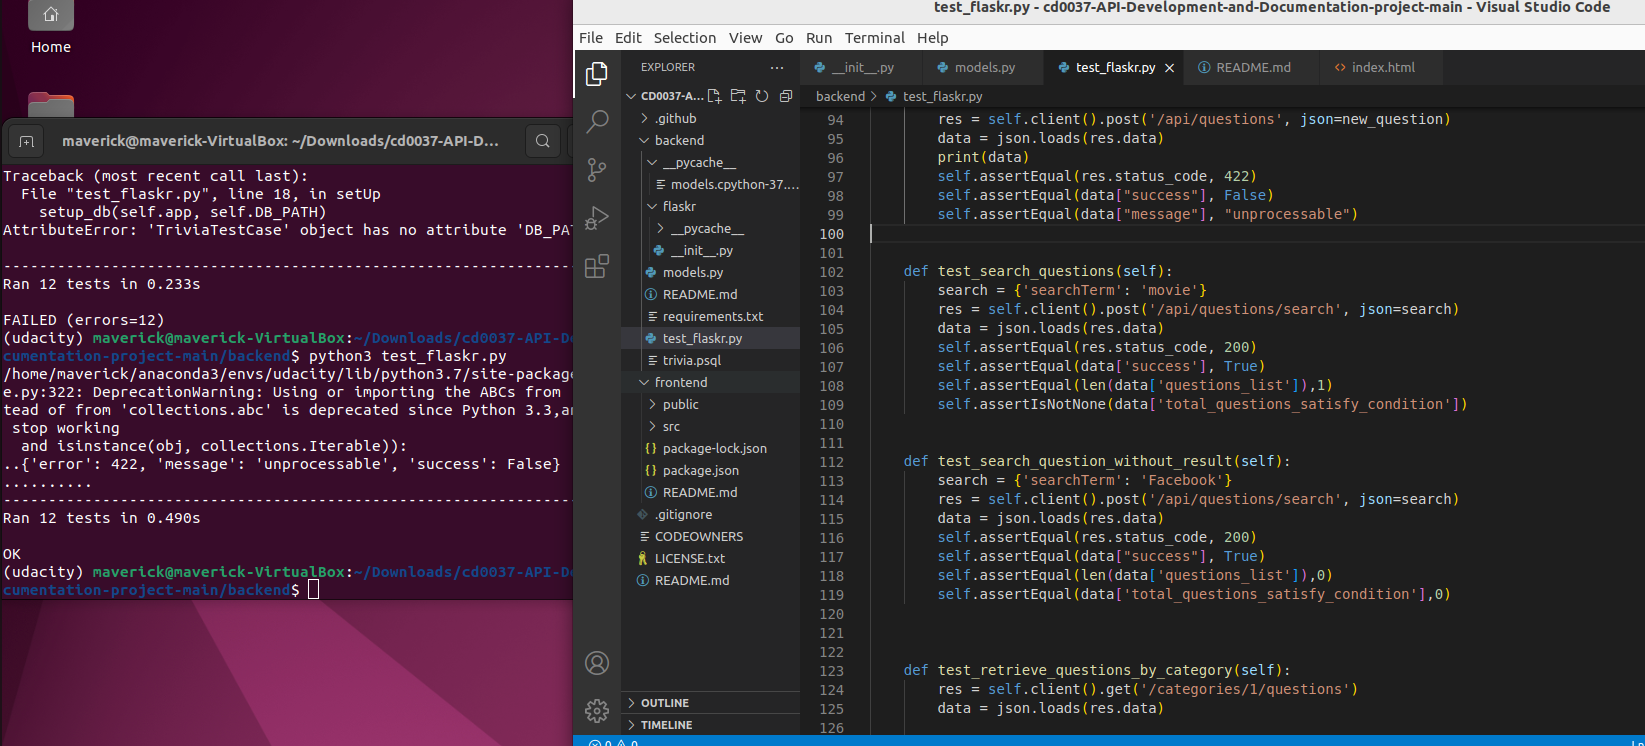 Home
maverick@maverick-VirtualBox: ~/Downloads/cd0037-API-D...
Traceback (most recent call last):
  File "test_flaskr.py", line 18, in setUp
    setup_db(self.app, self.DB_PATH)
AttributeError: 'TriviaTestCase' object has no attribute 'DB_PAT
----------------------------------------------------------------
Ran 12 tests in 0.233s
FAILED (errors=12)
(udacity) maverick@maverick-VirtualBox:~/Downloads/cd0037-API-D
cumentation-project-main/backend$ python3 test_flaskr.py
/home/maverick/anaconda3/envs/udacity/lib/python3.7/site-package
e.py:322: DeprecationWarning: Using or importing the ABCs from
tead of from 'collections.abc' is deprecated since Python 3.3,an
 stop working
  and isinstance(obj, collections.Iterable)):
..{'error': 422, 'message': 'unprocessable', 'success': False}
..........
----------------------------------------------------------------
Ran 12 tests in 0.490s
OK
(udacity) maverick@maverick-VirtualBox:~/Downloads/cd0037-API-D
cumentation-project-main/backend$
test_flaskr.py - cd0037-API-Development-and-Documentation-project-main - Visual Studio Code
File Edit Selection View Go Run Terminal Help
EXPLORER ...
CD0037-A...
.github
backend
__pycache__
models.cpython-37....
flaskr
__pycache__
__init__.py
models.py
README.md
requirements.txt
test_flaskr.py
trivia.psql
frontend
public
src
package-lock.json
package.json
README.md
.gitignore
CODEOWNERS
LICENSE.txt
README.md
OUTLINE
TIMELINE
__init__.py models.py test_flaskr.py README.md index.html
backend > test_flaskr.py
94         res = self.client().post('/api/questions', json=new_question)
95         data = json.loads(res.data)
96         print(data)
97         self.assertEqual(res.status_code, 422)
98         self.assertEqual(data["success"], False)
99         self.assertEqual(data["message"], "unprocessable")
100
101
102     def test_search_questions(self):
103         search = {'searchTerm': 'movie'}
104         res = self.client().post('/api/questions/search', json=search)
105         data = json.loads(res.data)
106         self.assertEqual(res.status_code, 200)
107         self.assertEqual(data['success'], True)
108         self.assertEqual(len(data['questions_list']),1)
109         self.assertIsNotNone(data['total_questions_satisfy_condition'])
110
111
112     def test_search_question_without_result(self):
113         search = {'searchTerm': 'Facebook'}
114         res = self.client().post('/api/questions/search', json=search)
115         data = json.loads(res.data)
116         self.assertEqual(res.status_code, 200)
117         self.assertEqual(data["success"], True)
118         self.assertEqual(len(data['questions_list']),0)
119         self.assertEqual(data['total_questions_satisfy_condition'],0)
120
121
122
123     def test_retrieve_questions_by_category(self):
124         res = self.client().get('/categories/1/questions')
125         data = json.loads(res.data)
126